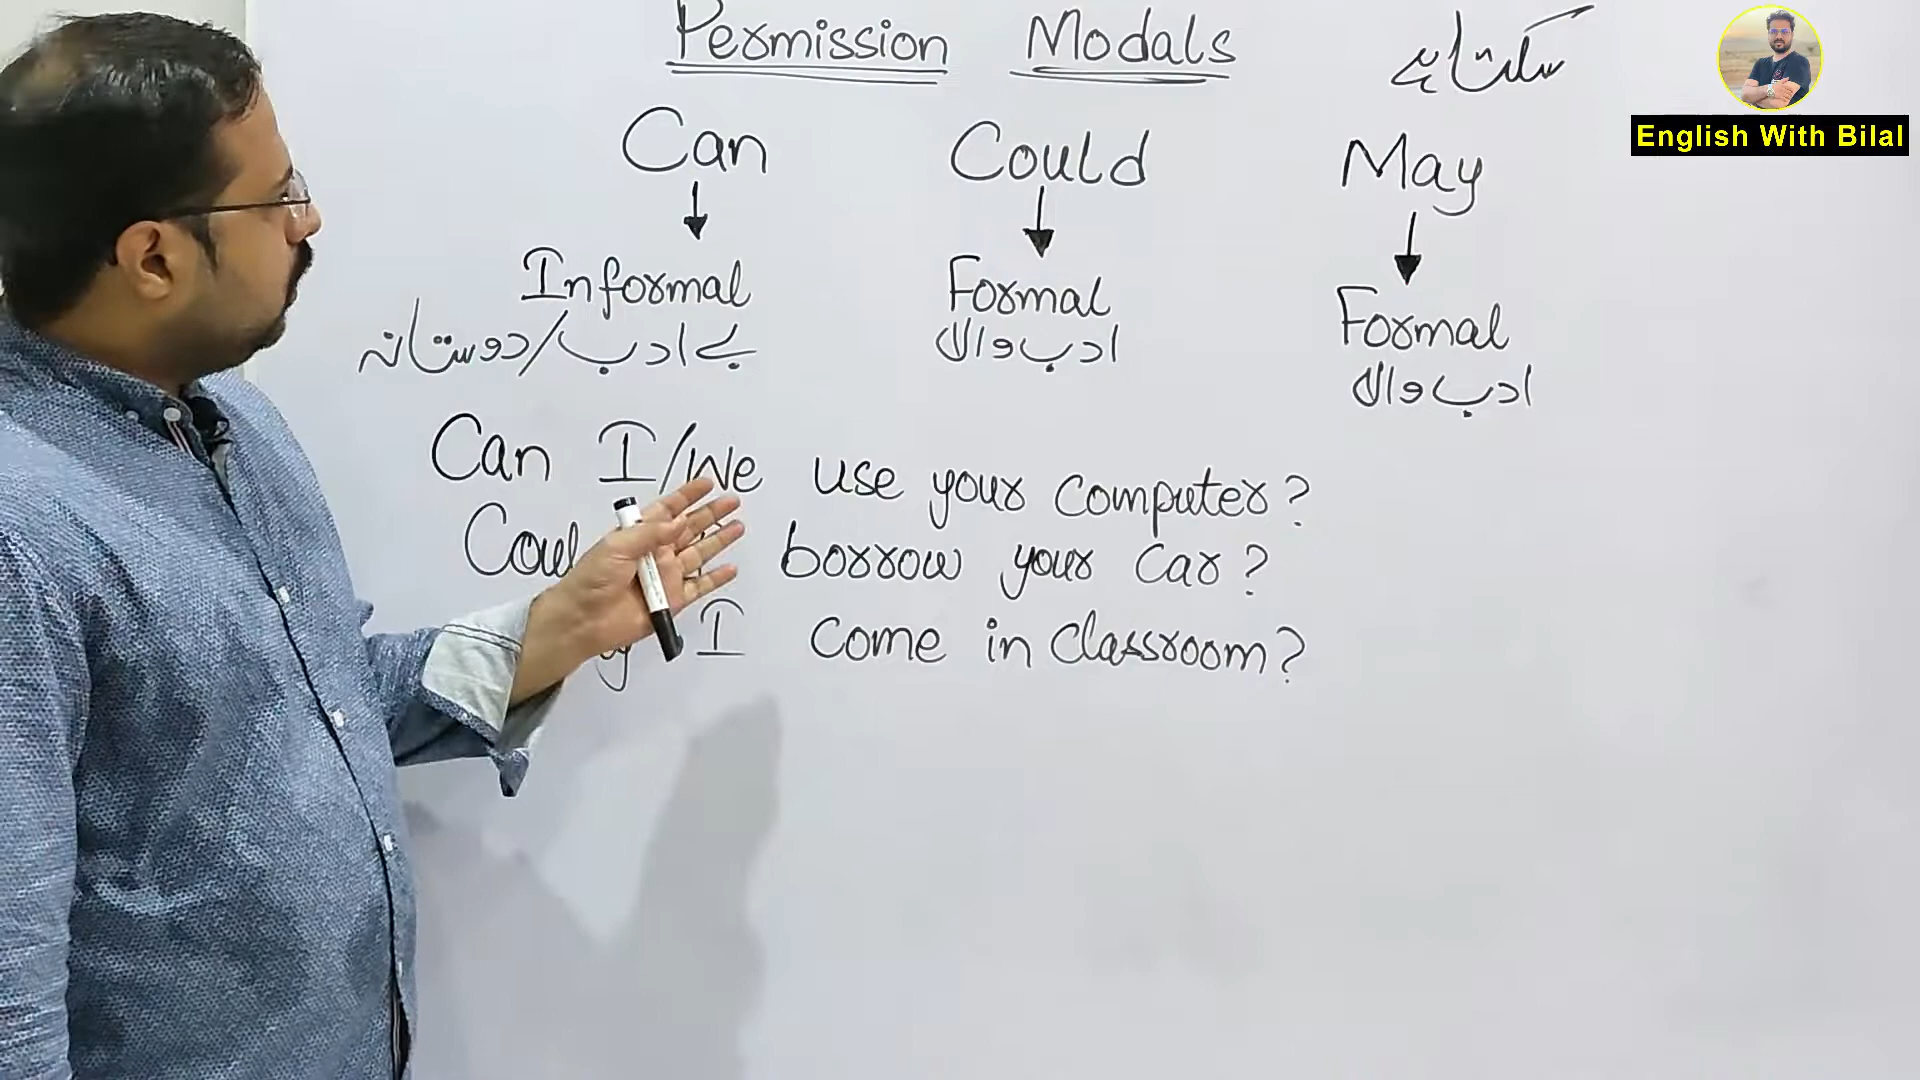 Permission Modals سکتا ہے
English With Bilal
Can Could May
Informal Formal Formal
بے ادب/دوستانہ ادب والا ادب والا
Can I/We use your computer?
Coul borrow your car?
y I come in classroom?